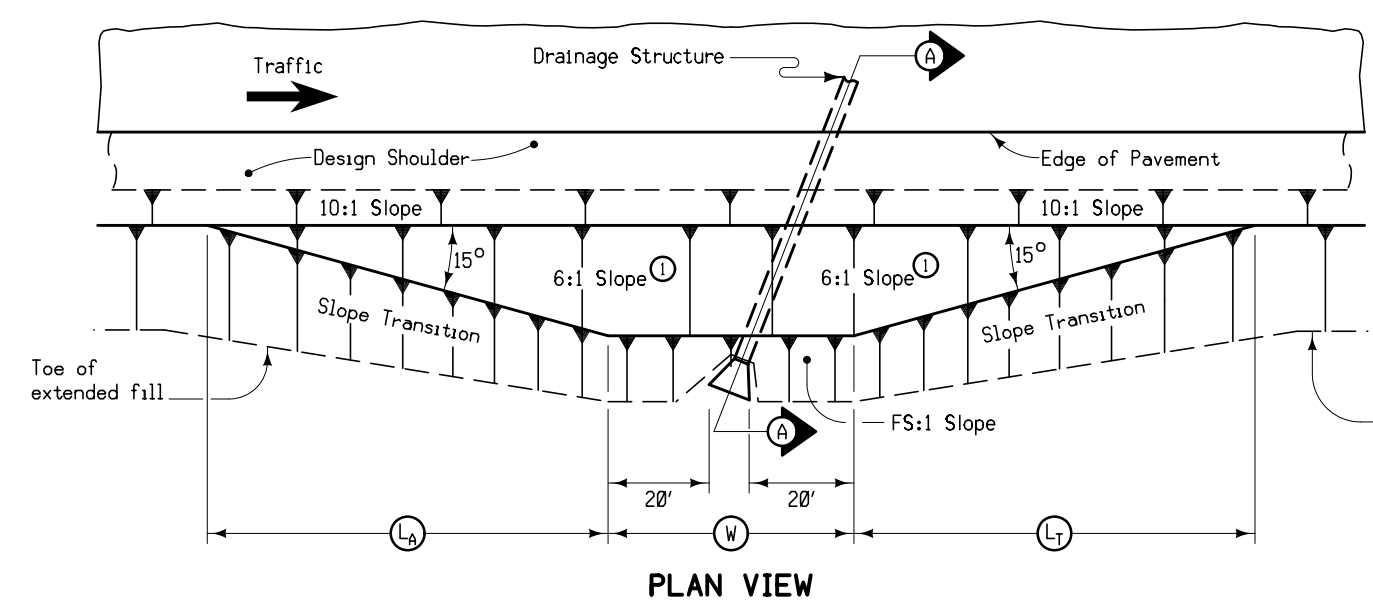 Drainage Structure
A
Traffic
Design Shoulder
Edge of Pavement
10:1 Slope
10:1 Slope
15°
6:1 Slope 1
6:1 Slope 1
15°
Slope Transition
Slope Transition
Toe of
extended fill
A
FS:1 Slope
20'
20'
LA
W
LT
PLAN VIEW